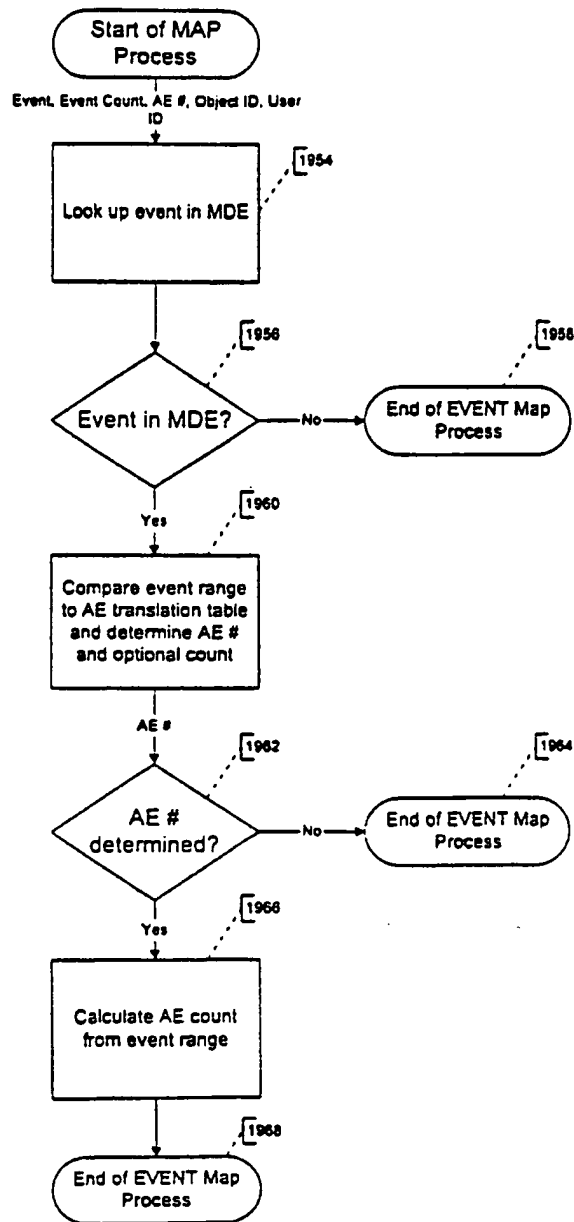 Start of MAP
Process
Event, Event Count, AE #, Object ID, User
ID
1954
Look up event in MDE
1956
1958
Event in MDE?
No
End of EVENT Map
Process
Yes
1960
Compare event range
to AE translation table
and determine AE #
and optional count
AE #
1962
1964
AE #
determined?
No
End of EVENT Map
Process
Yes
1966
Calculate AE count
from event range
1968
End of EVENT Map
Process